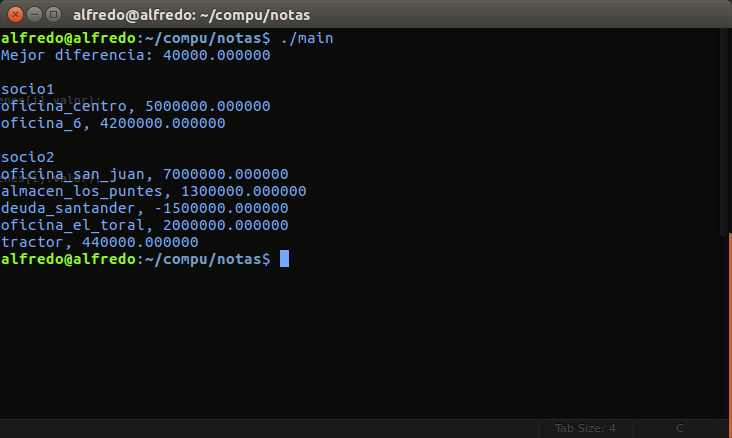 alfredo@alfredo: ~/compu/notas
alfredo@alfredo:~/compu/notas$ ./main
Mejor diferencia: 40000.000000
socio1
enes[i].valor);
oficina_centro, 5000000.000000
oficina_6, 4200000.000000
socio2
oficina_san_juan, 7000000.000000
almacen_los_puntes, 1300000.000000
deuda_santander, -1500000.000000
oficina_el_toral, 2000000.000000
tractor, 440000.000000
alfredo@alfredo:~/compu/notas$
Tab Size: 4 C